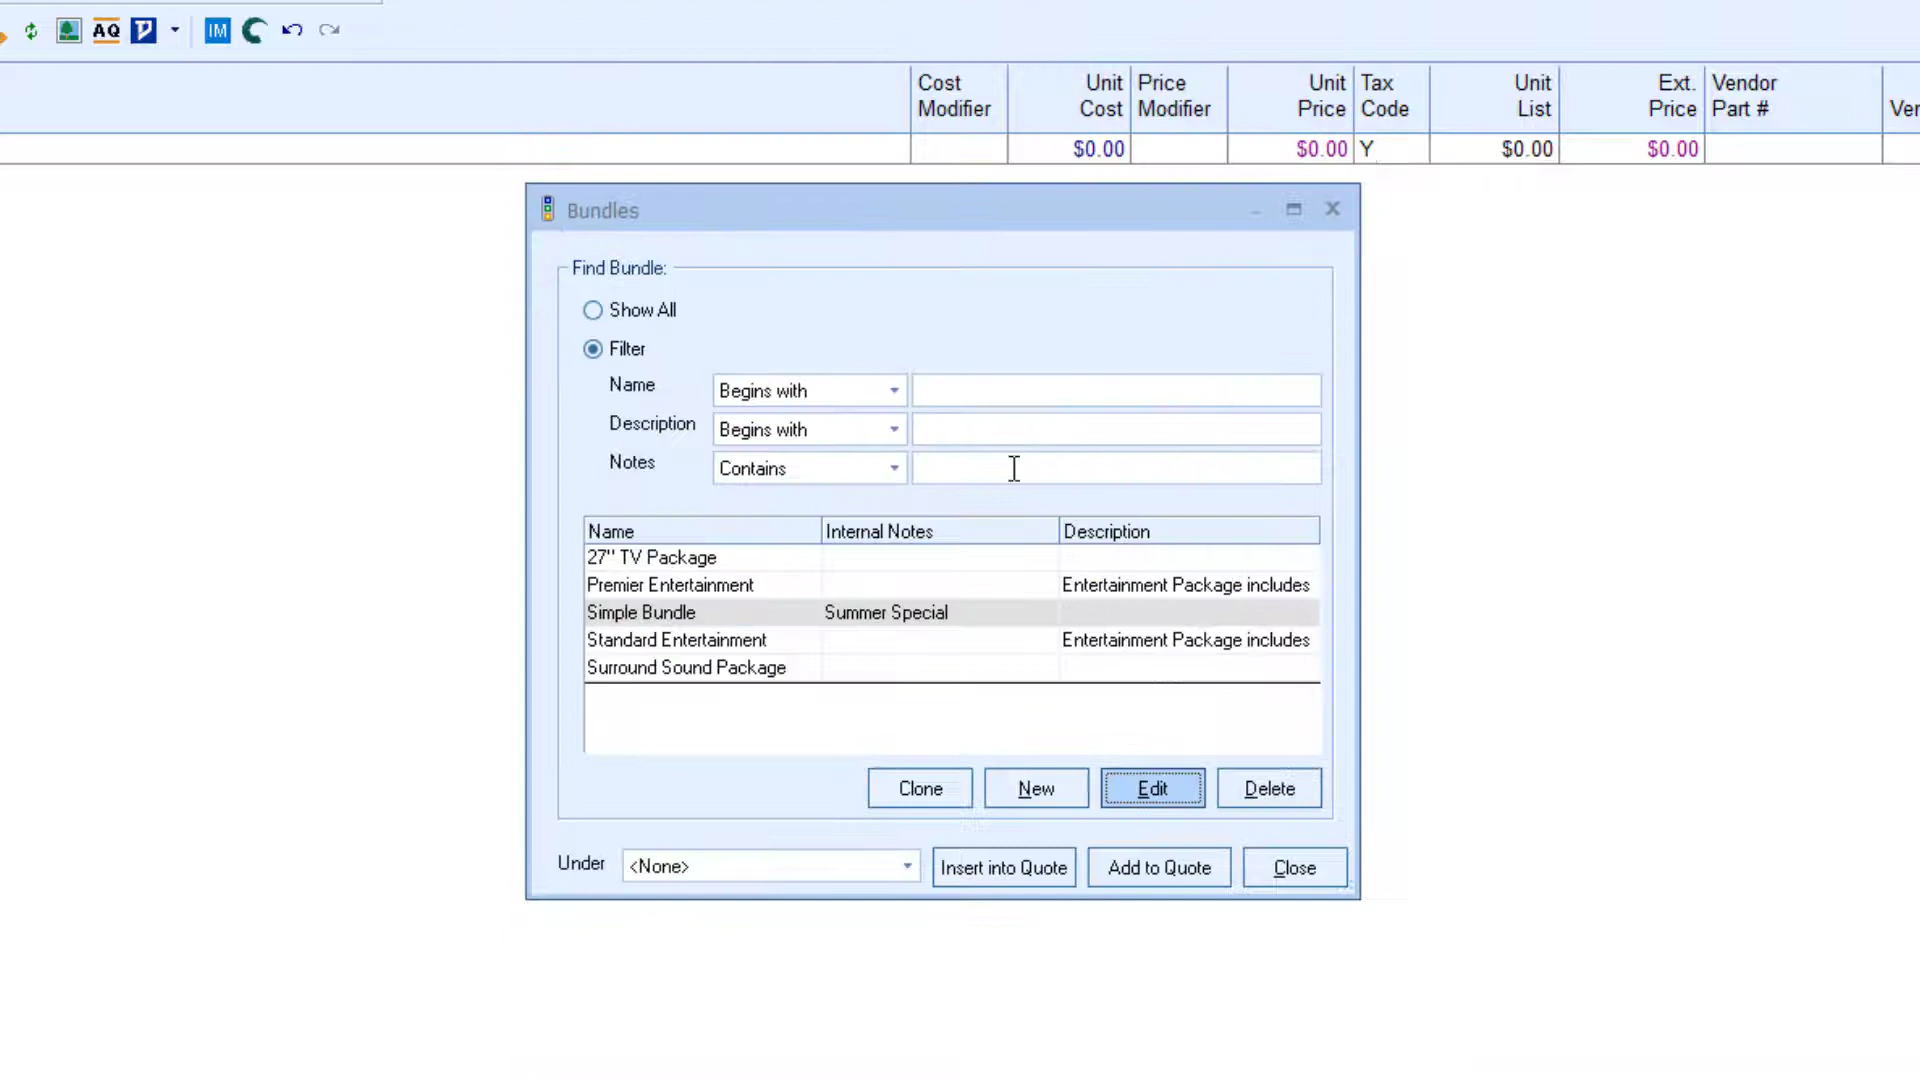 AQ IM
Cost Modifier Unit Cost Price Modifier Unit Price Tax Code Unit List Ext. Price Vendor Part #
$0.00 $0.00 Y $0.00 $0.00
Bundles
Find Bundle:
Show All
Filter
Name Begins with
Description Begins with
Notes Contains
Name Internal Notes Description
27" TV Package
Premier Entertainment Entertainment Package includes
Simple Bundle Summer Special
Standard Entertainment Entertainment Package includes
Surround Sound Package
Clone New Edit Delete
Under <None> Insert into Quote Add to Quote Close